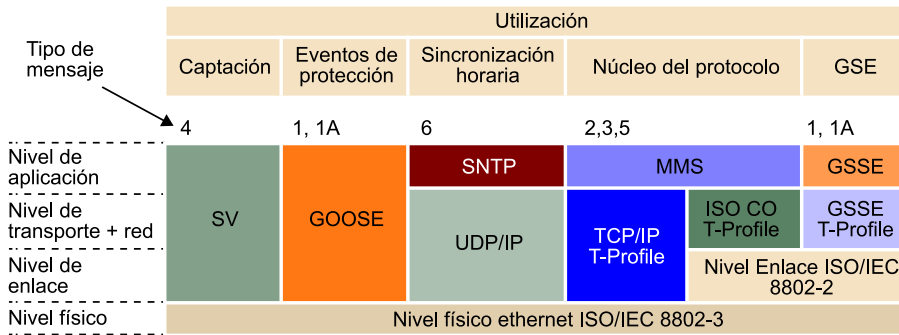 Utilización
Tipo de
mensaje
Captación
Eventos de
protección
Sincronización
horaria
Núcleo del protocolo
GSE
4
1, 1A
6
2,3,5
1, 1A
Nivel de
aplicación
SNTP
MMS
GSSE
Nivel de
transporte + red
SV
GOOSE
UDP/IP
TCP/IP
T-Profile
ISO CO
T-Profile
GSSE
T-Profile
Nivel de
enlace
Nivel Enlace ISO/IEC
8802-2
Nivel físico
Nivel físico ethernet ISO/IEC 8802-3